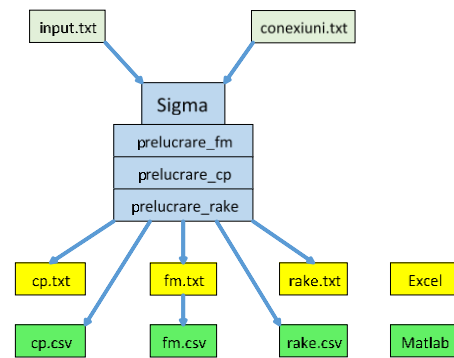 input.txt
conexiuni.txt
Sigma
prelucrare_fm
prelucrare_cp
prelucrare_rake
cp.txt
fm.txt
rake.txt
Excel
cp.csv
fm.csv
rake.csv
Matlab